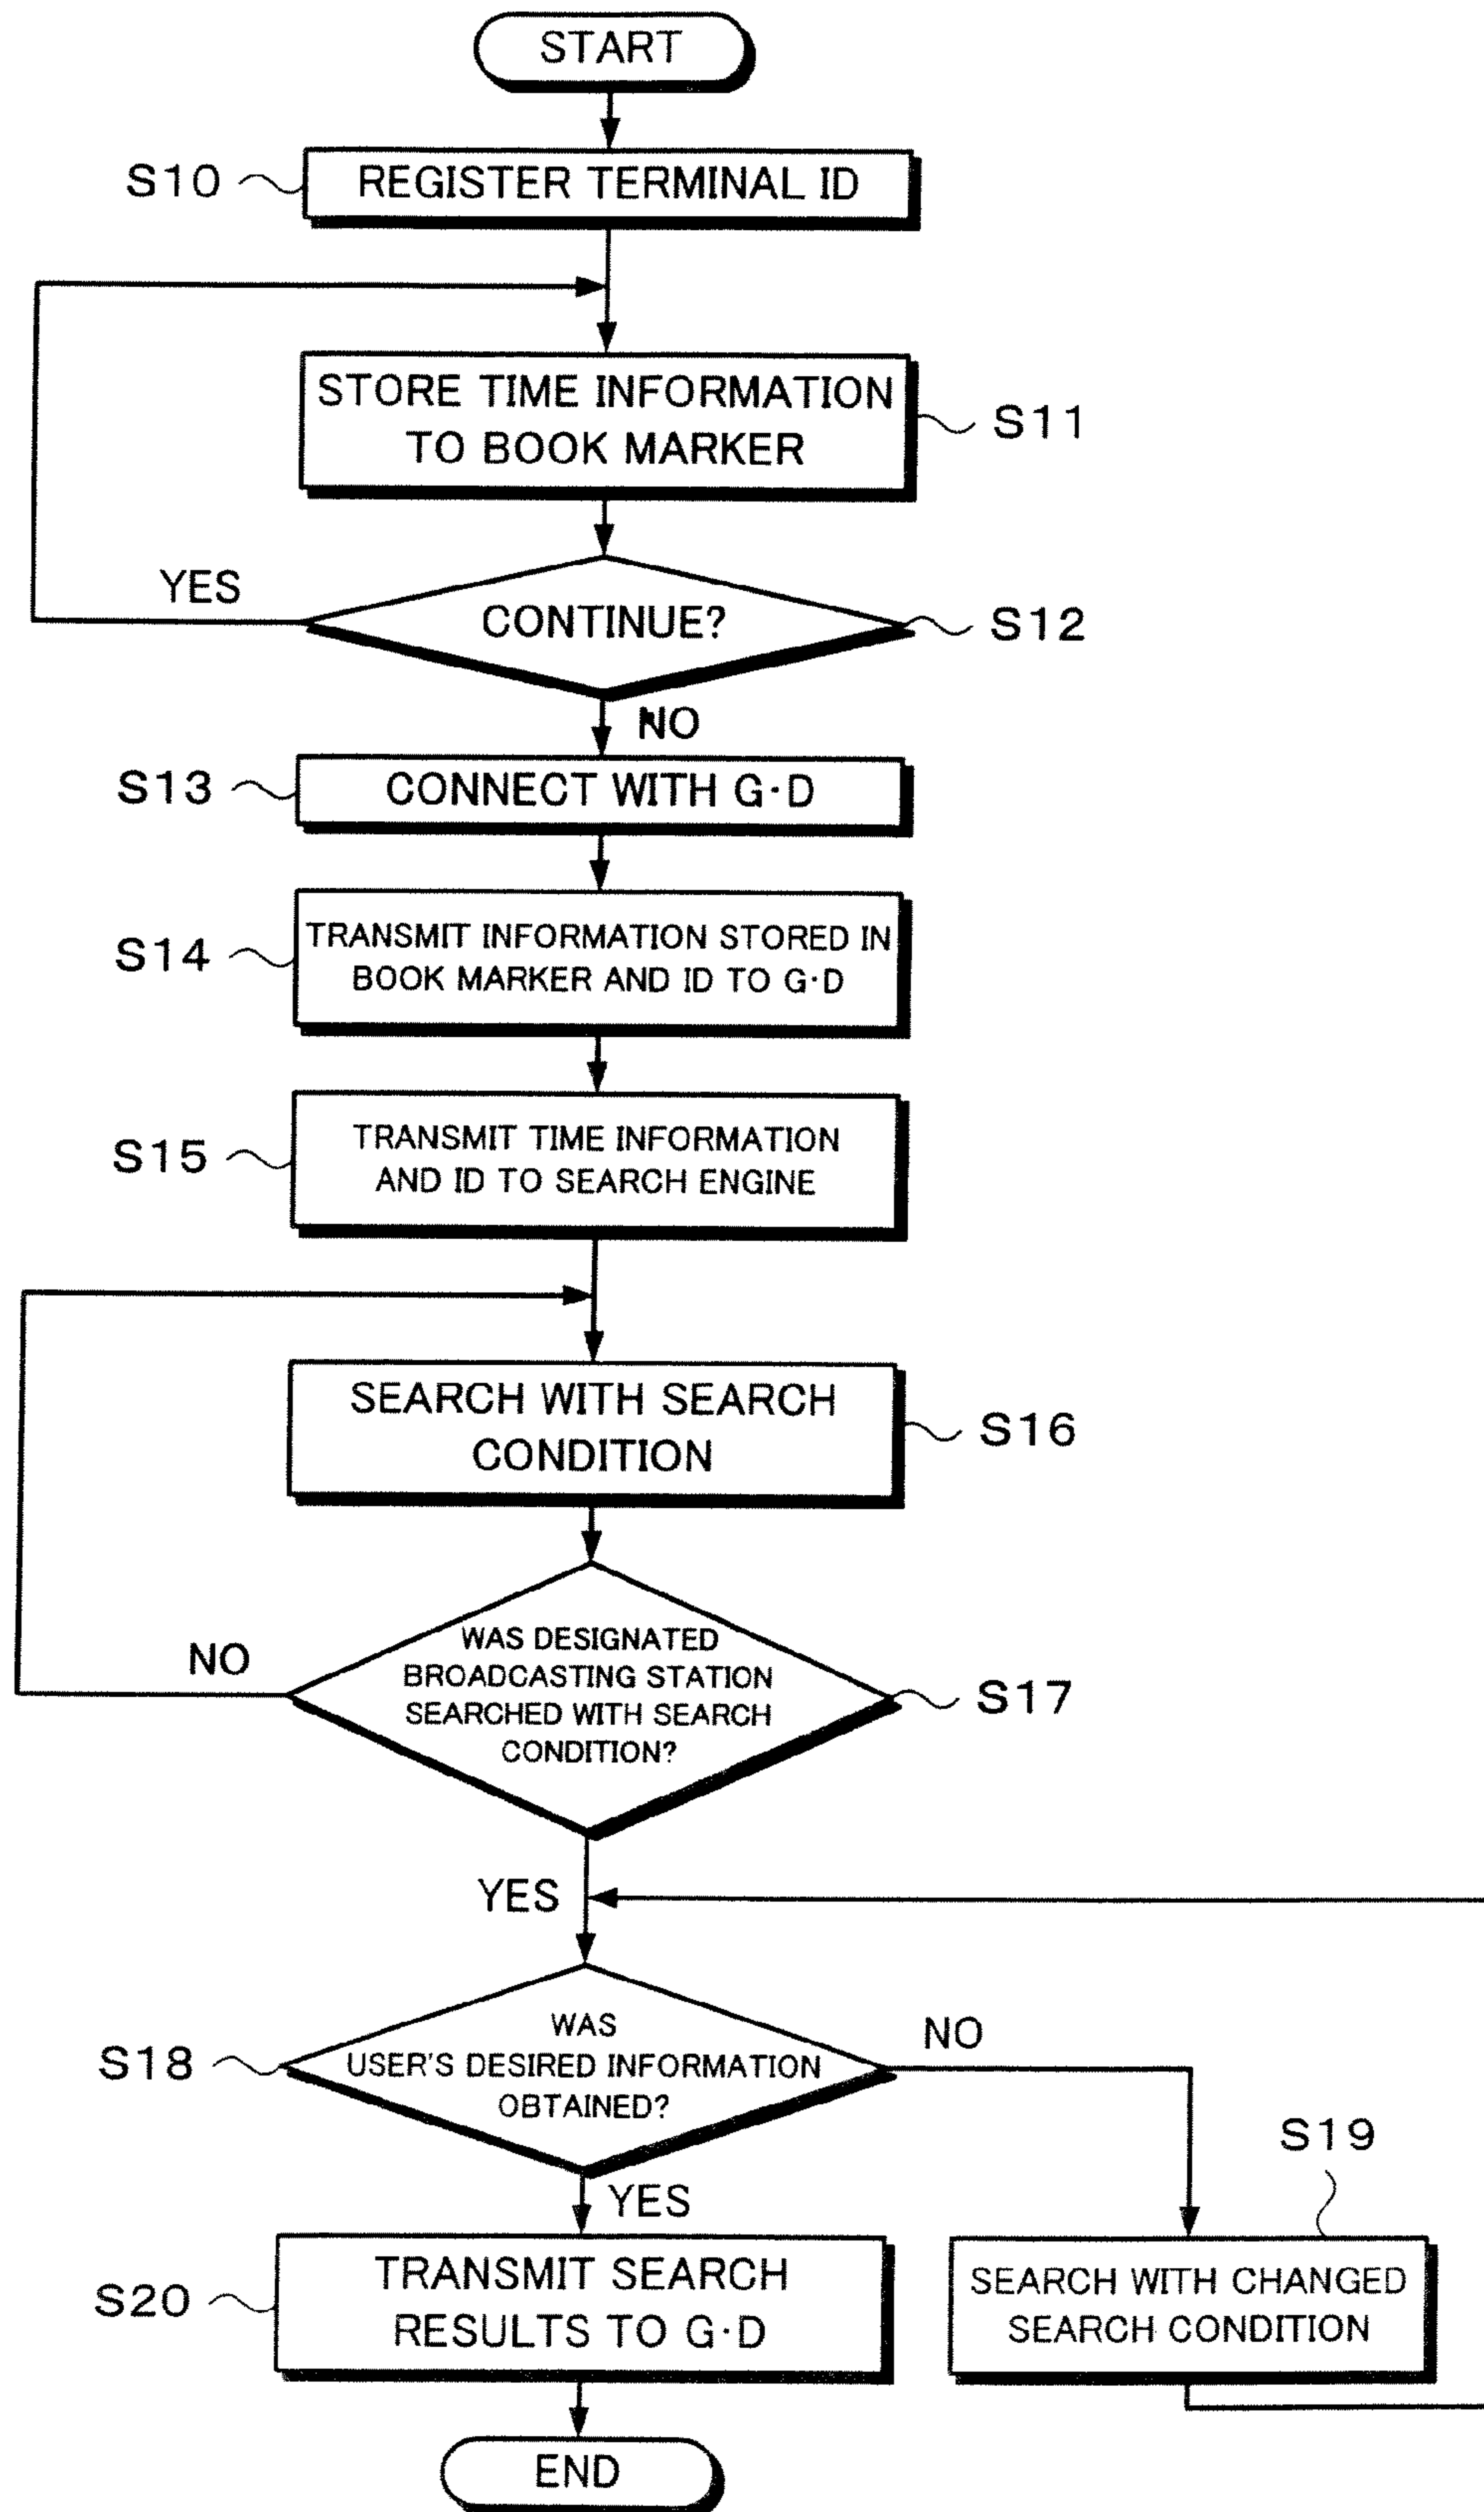 START
S10
REGISTER TERMINAL ID
STORE TIME INFORMATION
TO BOOK MARKER
S11
YES
CONTINUE?
S12
NO
S13
CONNECT WITH G·D
S14
TRANSMIT INFORMATION STORED IN
BOOK MARKER AND ID TO G·D
S15
TRANSMIT TIME INFORMATION
AND ID TO SEARCH ENGINE
SEARCH WITH SEARCH
CONDITION
S16
NO
WAS DESIGNATED
BROADCASTING STATION
SEARCHED WITH SEARCH
CONDITION?
S17
YES
S18
WAS
USER'S DESIRED INFORMATION
OBTAINED?
NO
YES
S19
S20
TRANSMIT SEARCH
RESULTS TO G·D
SEARCH WITH CHANGED
SEARCH CONDITION
END